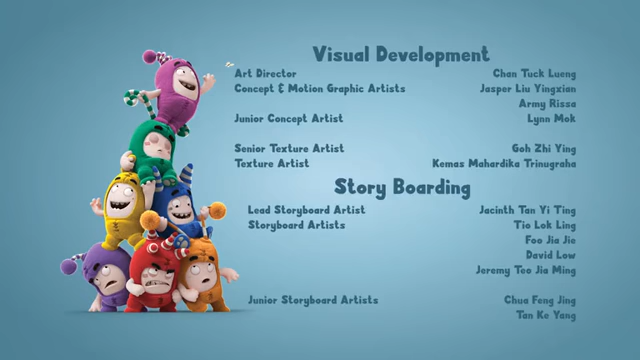 Visual Development
Art Director Chan Tuck Lueng
Concept & Motion Graphic Artists Jasper Liu Yingxian
Army Rissa
Junior Concept Artist Lynn Mok
Senior Texture Artist Goh Zhi Ying
Texture Artist Kemas Mahardika Trinugraha
Story Boarding
Lead Storyboard Artist Jacinth Tan Yi Ting
Storyboard Artists Tio Lok Ling
Foo Jia Jie
David Low
Jeremy Teo Jia Ming
Junior Storyboard Artists Chua Feng Jing
Tan Ke Yang